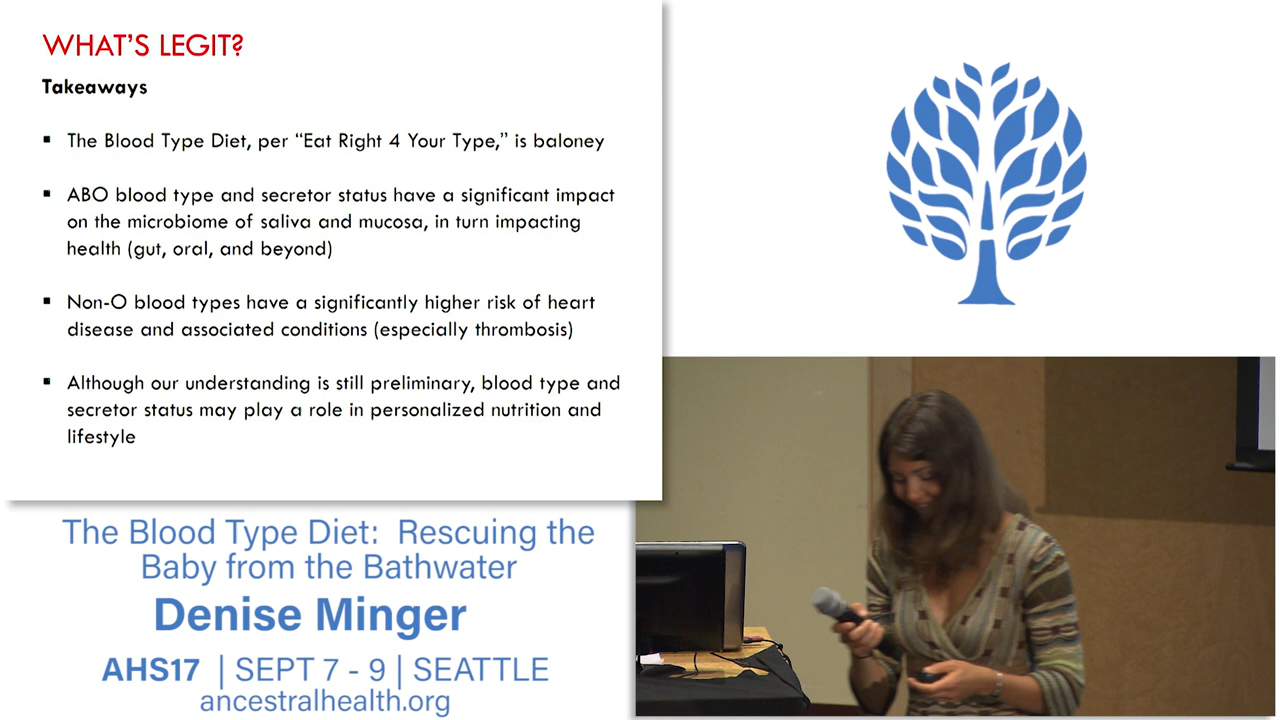 WHAT'S LEGIT?
Takeaways
▪ The Blood Type Diet, per “Eat Right 4 Your Type,” is baloney
▪ ABO blood type and secretor status have a significant impact
on the microbiome of saliva and mucosa, in turn impacting
health (gut, oral, and beyond)
▪ Non-O blood types have a significantly higher risk of heart
disease and associated conditions (especially thrombosis)
▪ Although our understanding is still preliminary, blood type and
secretor status may play a role in personalized nutrition and
lifestyle
The Blood Type Diet: Rescuing the
Baby from the Bathwater
Denise Minger
AHS17 | SEPT 7 - 9 | SEATTLE
ancestralhealth.org